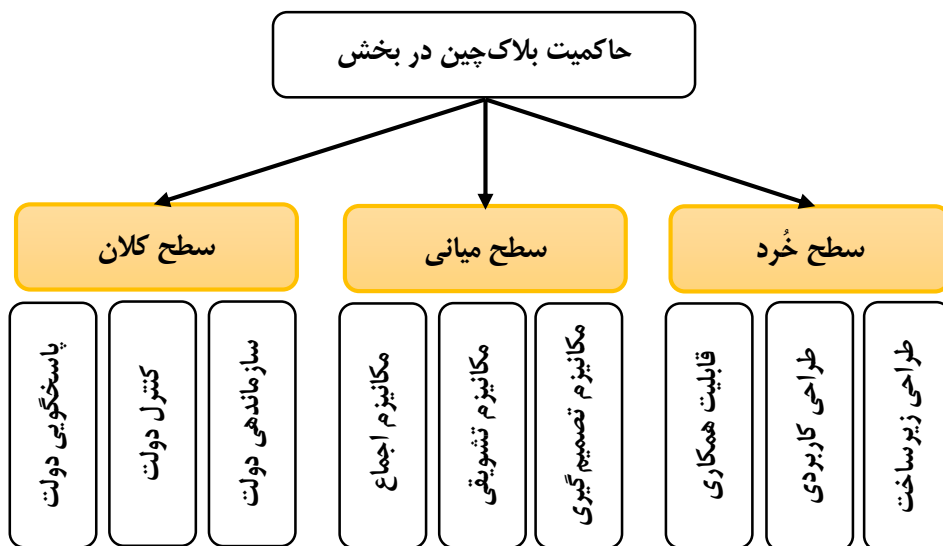 حاکمیت بلاک‌چین در بخش
سطح خُرد
سطح میانی
سطح کلان
طراحی زیرساخت
طراحی کاربردی
قابلیت همکاری
مکانیزم تصمیم‌گیری
مکانیزم تشویقی
مکانیزم اجماع
سازماندهی دولت
کنترل دولت
پاسخگویی دولت